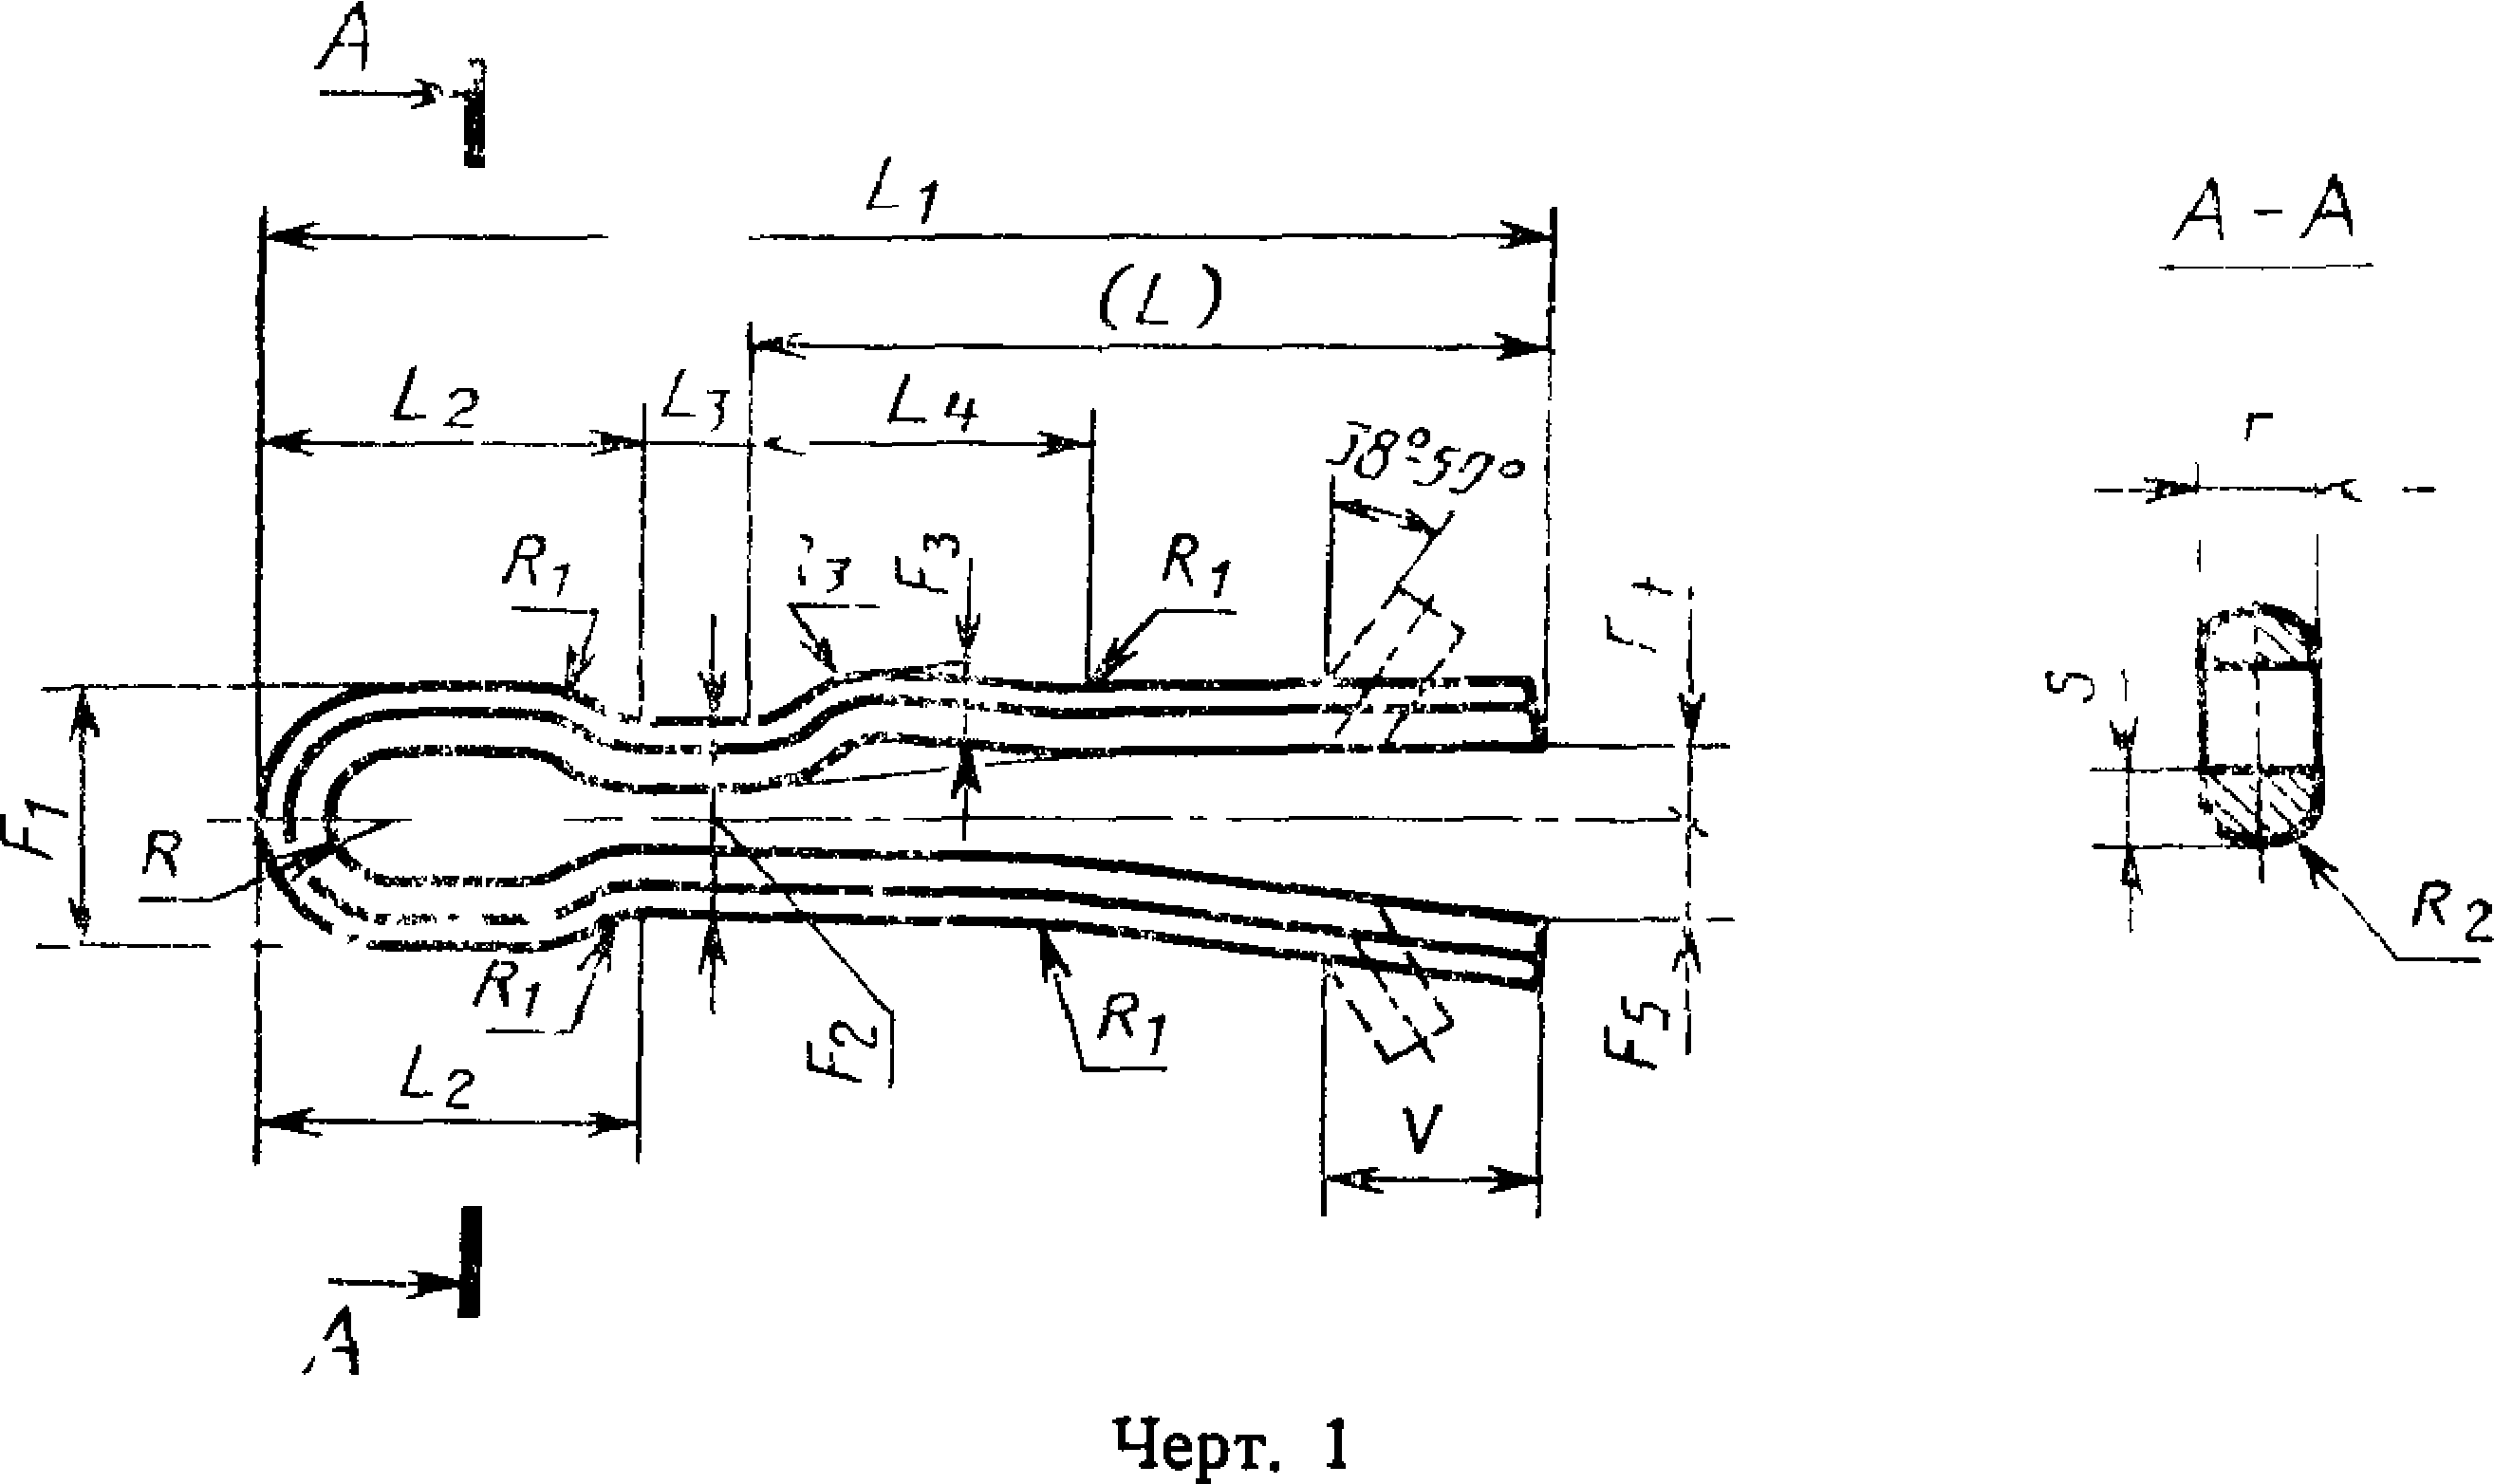 A
L1
A – A
(L)
L2
L3
L4
r
R1
F3
R1
S
F1
R
R2
R1
F2
R1
F5
L2
V
A
Черт. 1